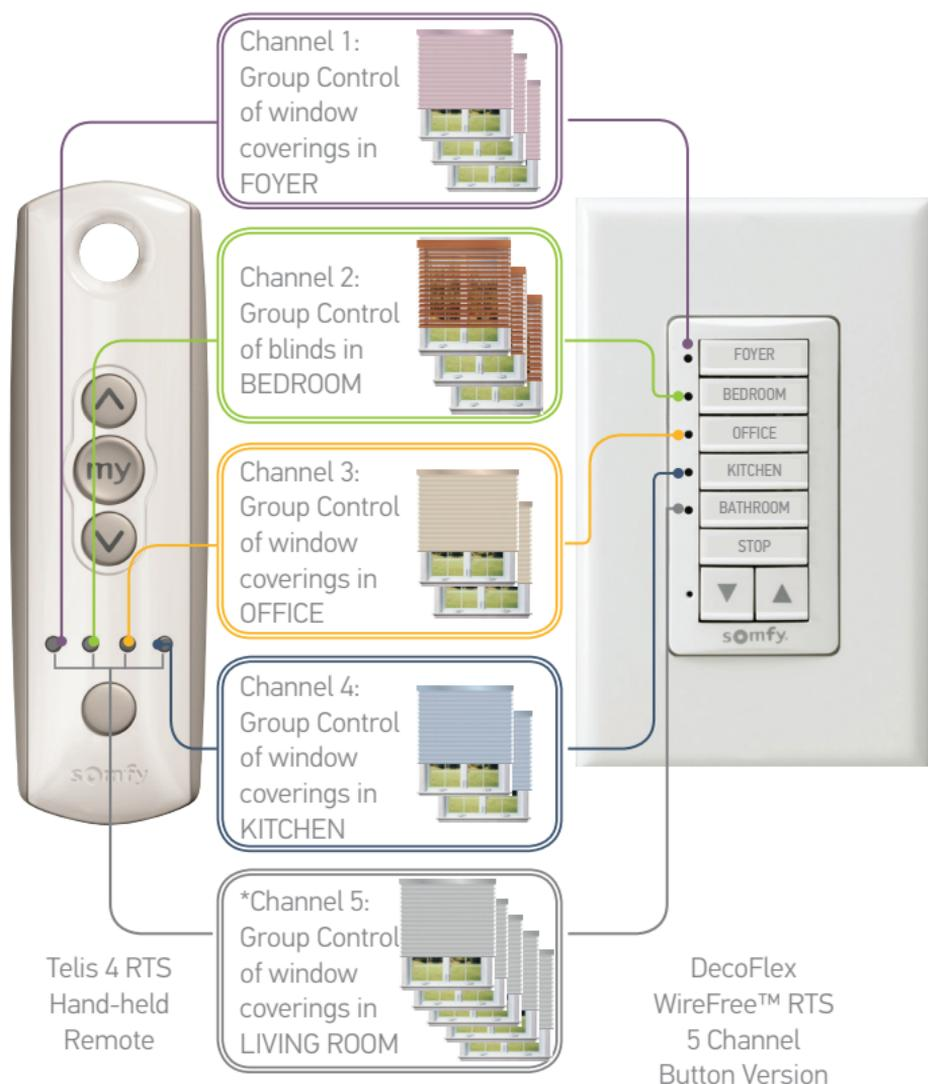 Channel 1:
Group Control
of window
coverings in
FOYER
Channel 2:
Group Control
of blinds in
BEDROOM
Channel 3:
Group Control
of window
coverings in
OFFICE
Channel 4:
Group Control
of window
coverings in
KITCHEN
*Channel 5:
Group Control
of window
coverings in
LIVING ROOM
my
somfy
Telis 4 RTS
Hand-held
Remote
FOYER
BEDROOM
OFFICE
KITCHEN
BATHROOM
STOP
somfy.
DecoFlex
WireFree™ RTS
5 Channel
Button Version